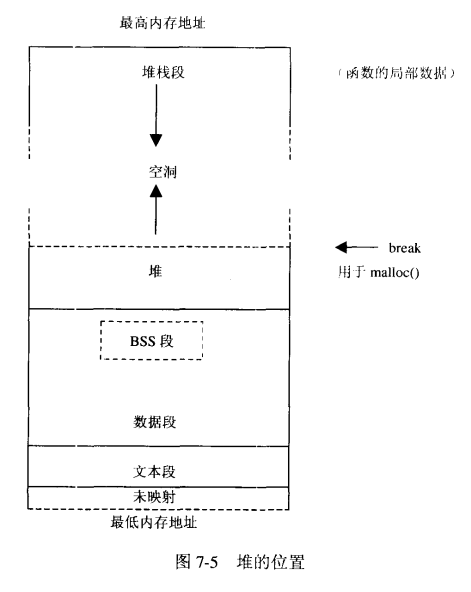 最高内存地址
堆栈段 (函数的局部数据)
空洞
break
堆 用于 malloc()
BSS 段
数据段
文本段
未映射
最低内存地址
图 7-5 堆的位置